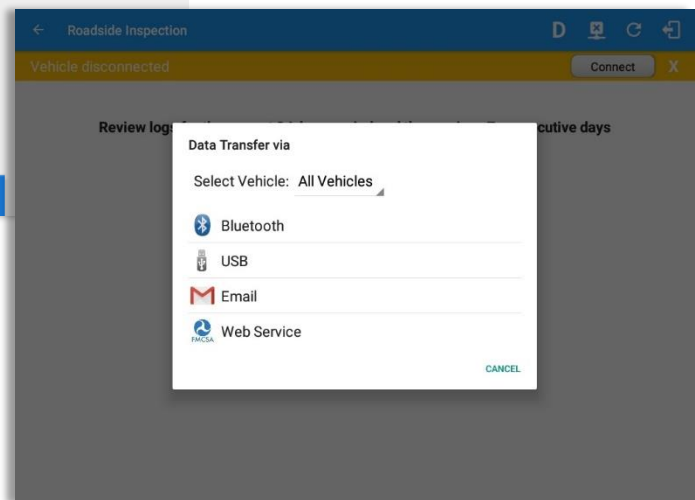 Roadside Inspection
D
Vehicle disconnected
Connect
X
Review logs
cutive days
Data Transfer via
Select Vehicle: All Vehicles
Bluetooth
USB
Email
FMCSA
Web Service
CANCEL